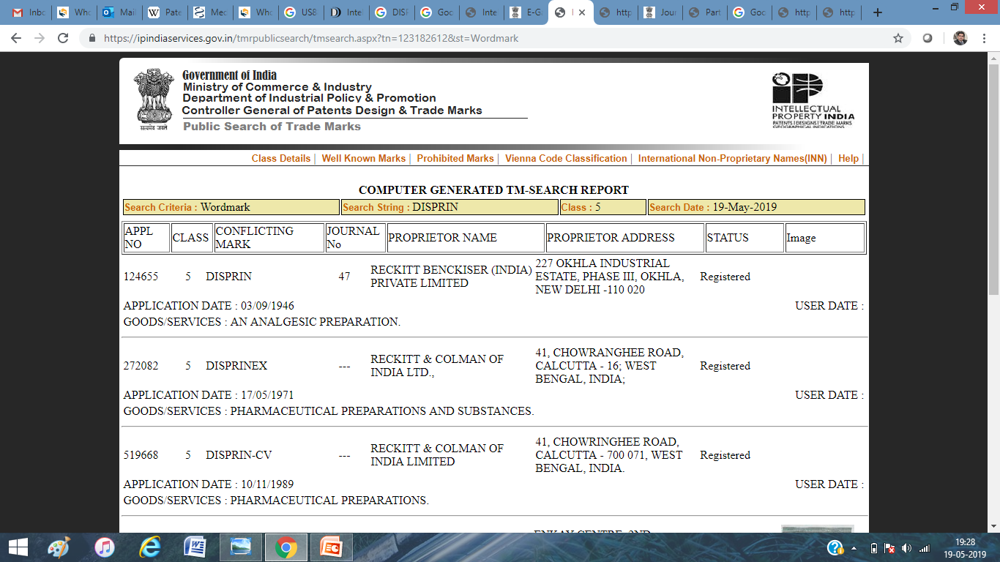 Inb
Who
Mail
Pate
Mec
Who
US8
Inte
DISP
Goo
Inte
E-G
http
Jour
Part
Goo
http
http
https://ipindiaservices.gov.in/tmrpublicsearch/tmsearch.aspx?tn=123182612&st=Wordmark
Government of India
Ministry of Commerce & Industry
Department of Industrial Policy & Promotion
Controller General of Patents Design & Trade Marks
Public Search of Trade Marks
सत्यमेव जयते
IP
INTELLECTUAL
PROPERTY INDIA
PATENTS | DESIGNS | TRADE MARKS
GEOGRAPHICAL INDICATIONS
Class Details | Well Known Marks | Prohibited Marks | Vienna Code Classification | International Non-Proprietary Names(INN) | Help |
COMPUTER GENERATED TM-SEARCH REPORT
Search Criteria : Wordmark Search String : DISPRIN Class : 5 Search Date : 19-May-2019
APPL NO CLASS CONFLICTING MARK JOURNAL No PROPRIETOR NAME PROPRIETOR ADDRESS STATUS Image
124655 5 DISPRIN 47 RECKITT BENCKISER (INDIA) PRIVATE LIMITED 227 OKHLA INDUSTRIAL ESTATE, PHASE III, OKHLA, NEW DELHI -110 020 Registered
APPLICATION DATE : 03/09/1946 USER DATE :
GOODS/SERVICES : AN ANALGESIC PREPARATION.
272082 5 DISPRINEX --- RECKITT & COLMAN OF INDIA LTD., 41, CHOWRANGHEE ROAD, CALCUTTA - 16; WEST BENGAL, INDIA; Registered
APPLICATION DATE : 17/05/1971 USER DATE :
GOODS/SERVICES : PHARMACEUTICAL PREPARATIONS AND SUBSTANCES.
519668 5 DISPRIN-CV --- RECKITT & COLMAN OF INDIA LIMITED 41, CHOWRINGHEE ROAD, CALCUTTA - 700 071, WEST BENGAL, INDIA. Registered
APPLICATION DATE : 10/11/1989 USER DATE :
GOODS/SERVICES : PHARMACEUTICAL PREPARATIONS.
19:28
19-05-2019